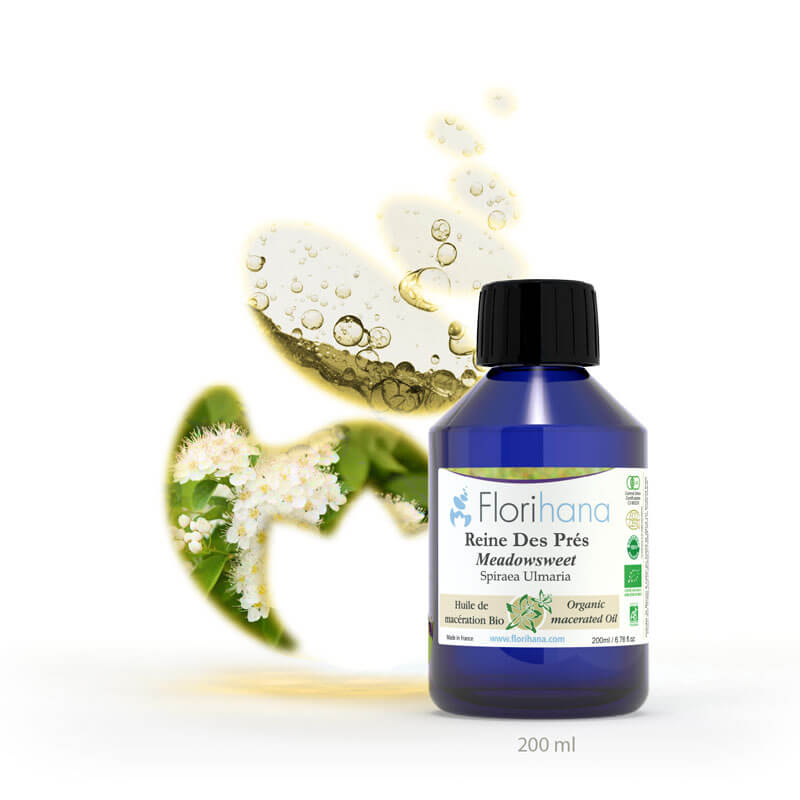 Florihana
Reine Des Prés
Meadowsweet
Spiraea Ulmaria
Huile de
macération Bio
Organic
macerated Oil
Made in France
www.florihana.com
200ml / 6.76 fl oz
200 ml